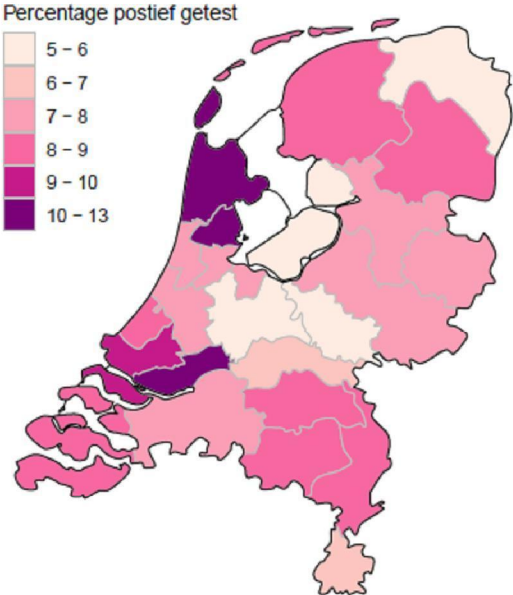 Percentage postief getest
5 – 6
6 – 7
7 – 8
8 – 9
9 – 10
10 – 13